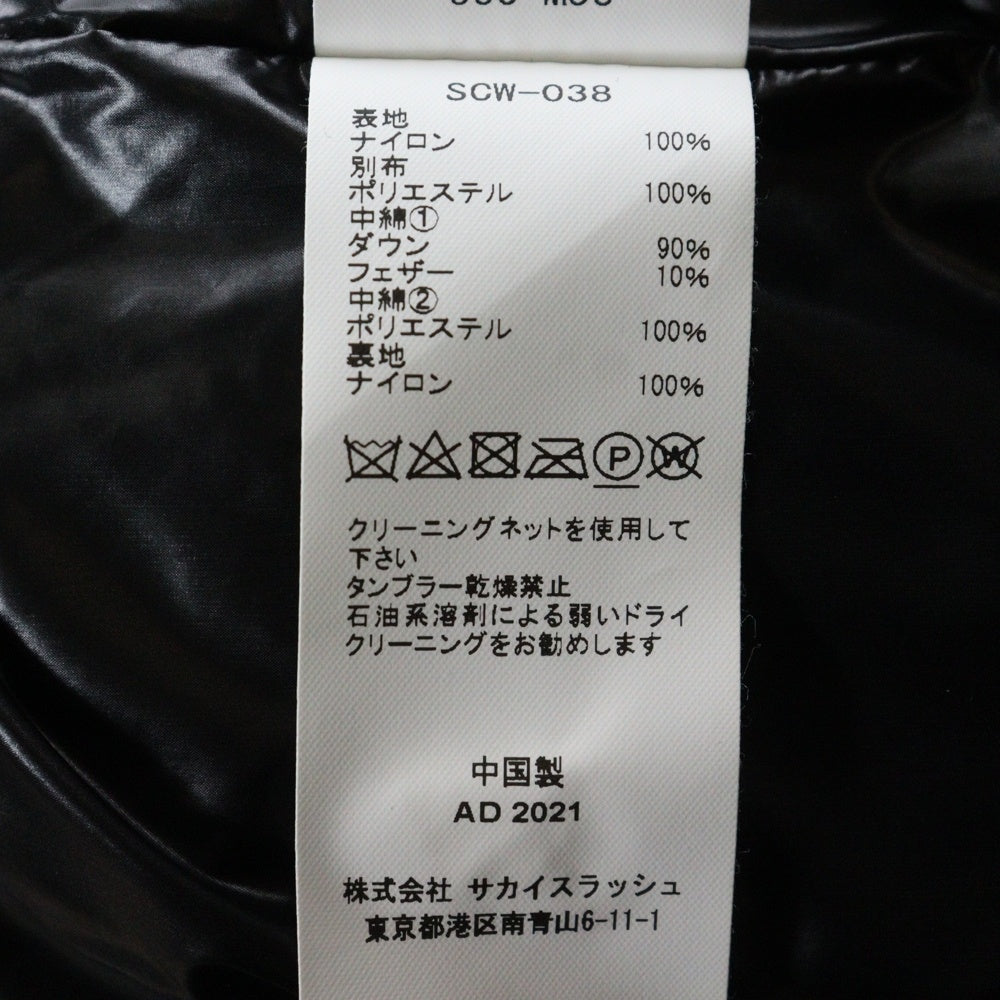 SCW-038
表地
ナイロン 100%
別布
ポリエステル 100%
中綿①
ダウン 90%
フェザー 10%
中綿②
ポリエステル 100%
裏地
ナイロン 100%
P W
クリーニングネットを使用して
下さい
タンブラー乾燥禁止
石油系溶剤による弱いドライ
クリーニングをお勧めします
中国製
AD 2021
株式会社 サカイスラッシュ
東京都港区南青山6-11-1